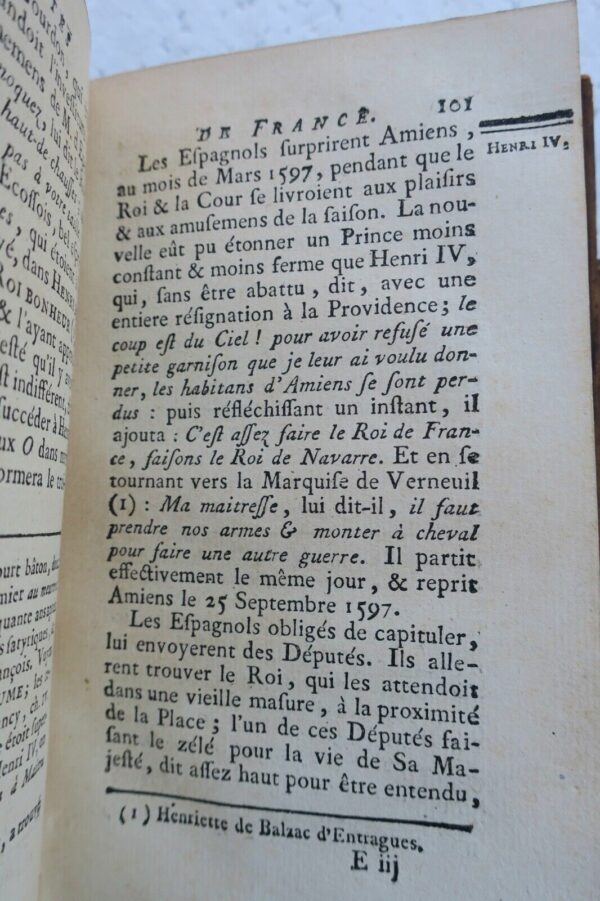 DE FRANCE. 101
HENRI IV.
Les Eſpagnols ſurprirent Amiens,
au mois de Mars 1597, pendant que le
Roi & la Cour ſe livroient aux plaiſirs
& aux amuſemens de la ſaiſon. La nou-
velle eût pu étonner un Prince moins
conſtant & moins ferme que Henri IV,
qui, ſans être abattu, dit, avec une
entiere réſignation à la Providence; le
coup eſt du Ciel! pour avoir refuſé une
petite garniſon que je leur ai voulu don-
ner, les habitans d'Amiens ſe ſont per-
dus : puis réfléchiſſant un inſtant, il
ajouta : C'eſt aſſez faire le Roi de Fran-
ce, faiſons le Roi de Navarre. Et en ſe
tournant vers la Marquiſe de Verneuil
(1) : Ma maitreſſe, lui dit-il, il faut
prendre nos armes & monter à cheval
pour faire une autre guerre. Il partit
effectivement le même jour, & reprit
Amiens le 25 Septembre 1597.
Les Eſpagnols obligés de capituler,
lui envoyerent des Députés. Ils alle-
rent trouver le Roi, qui les attendoit
dans une vieille maſure, à la proximité
de la Place; l'un de ces Députés fai-
ſant le zélé pour la vie de Sa Ma-
jeſté, dit aſſez haut pour être entendu,
(1) Henriette de Balzac d'Entragues.
E iij